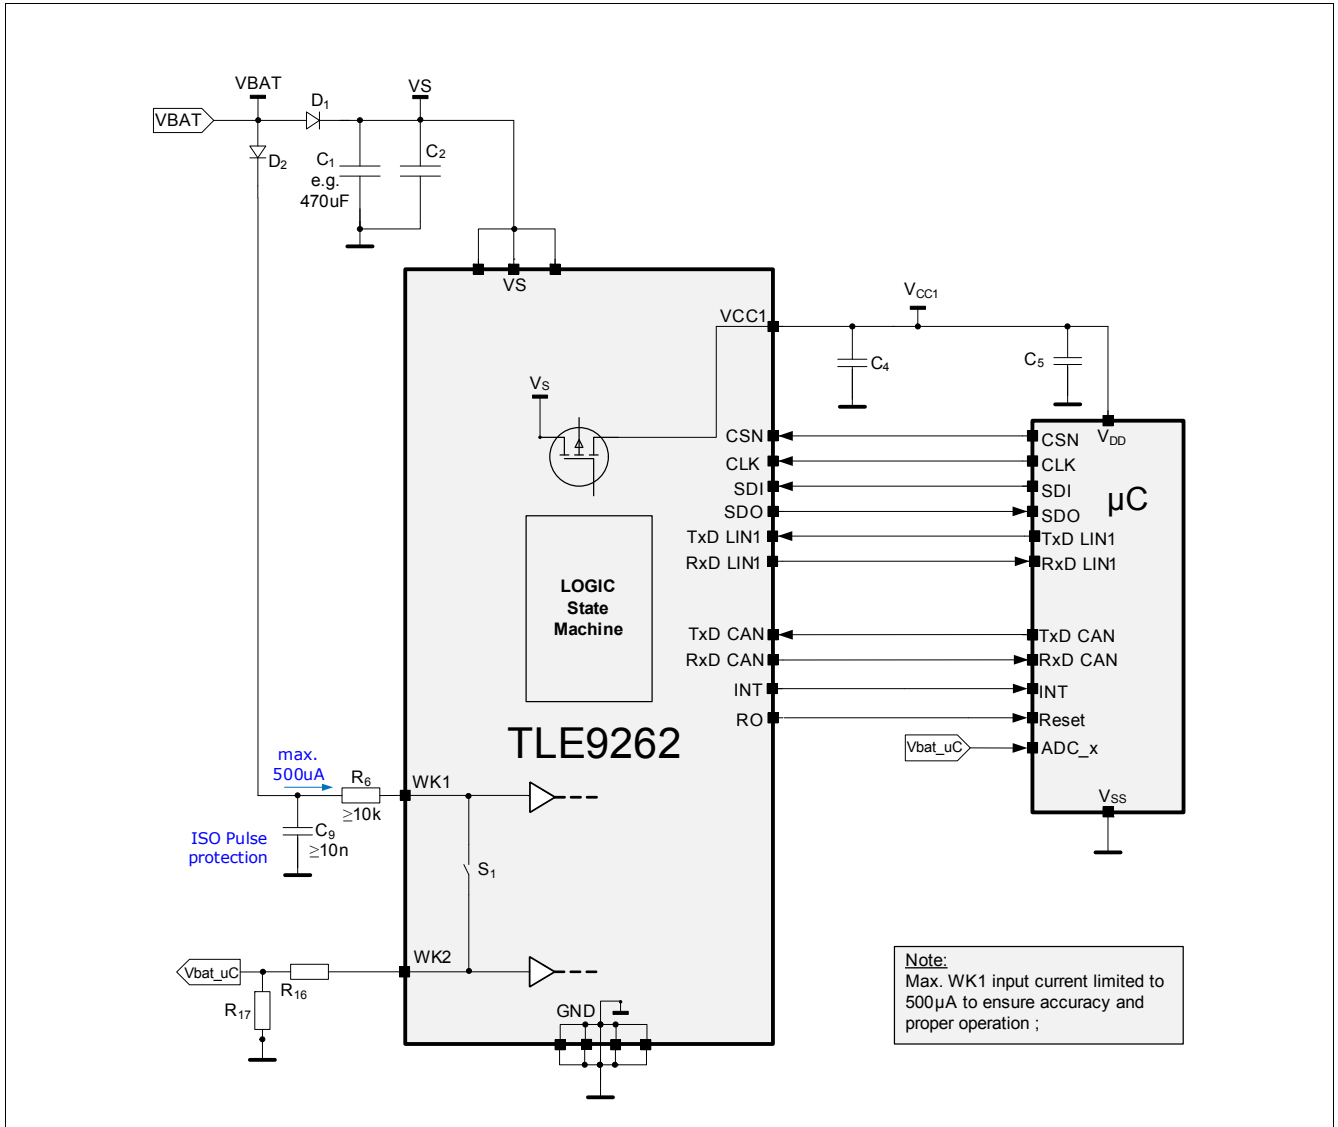 VBAT
VBAT
D1
VS
D2
C1
e.g.
470uF
C2
VS
VCC1
VCC1
C4
C5
VS
CSN
CLK
SDI
SDO
TxD LIN1
RxD LIN1
TxD CAN
RxD CAN
INT
RO
VDD
CSN
CLK
SDI
SDO
TxD LIN1
RxD LIN1
TxD CAN
RxD CAN
INT
Reset
ADC_x
VSS
µC
Vbat_uC
LOGIC
State
Machine
TLE9262
max.
500uA
R6
≥10k
WK1
ISO Pulse
protection
C9
≥10n
S1
WK2
Vbat_uC
R16
R17
GND
Note:
Max. WK1 input current limited to
500µA to ensure accuracy and
proper operation ;